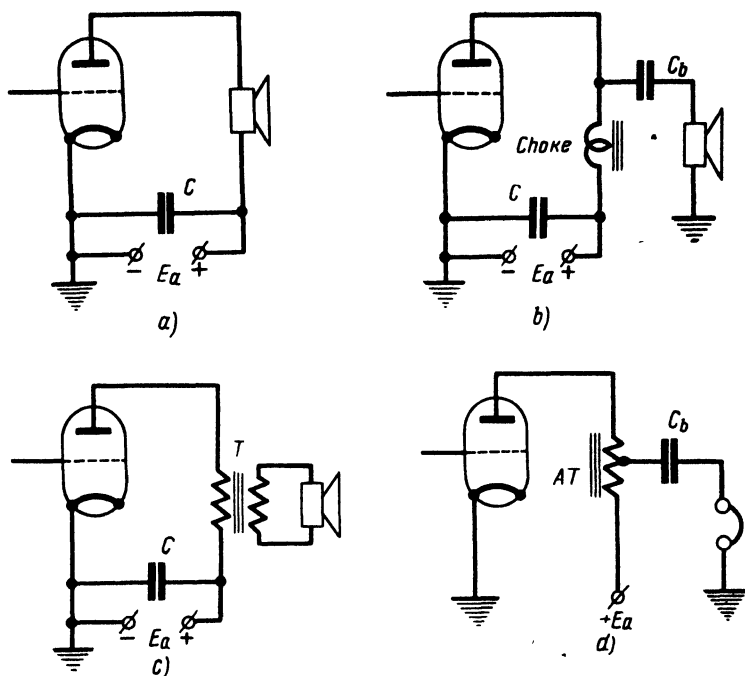 C
− Ea +
a)
Cb
Choke
C
− Ea +
b)
T
C
− Ea +
c)
Cb
AT
+Ea
d)